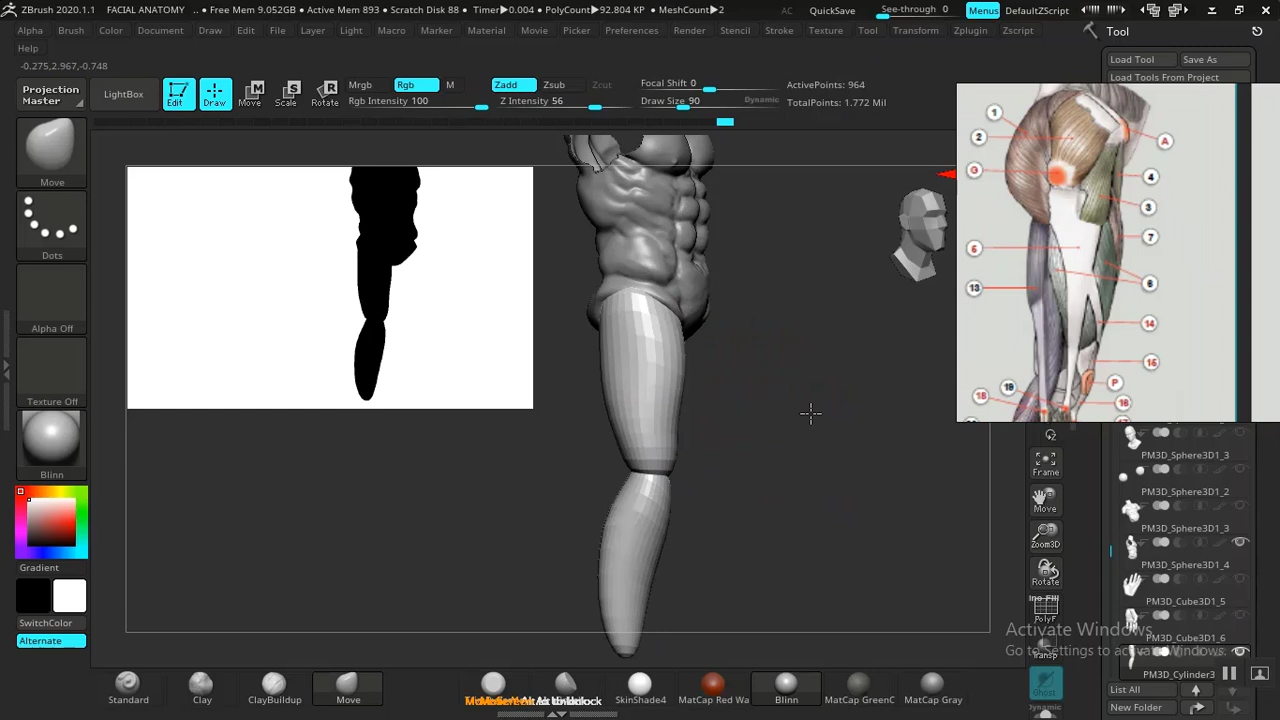 ZBrush 2020.1.1 FACIAL ANATOMY .. • Free Mem 9.052GB • Active Mem 893 • Scratch Disk 88 • Timer▶0.004 • PolyCount▶92.804 KP • MeshCount▶2 AC QuickSave See-through 0 Menus DefaultZScript
Alpha Brush Color Document Draw Edit File Layer Light Macro Marker Material Movie Picker Preferences Render Stencil Stroke Texture Tool Transform Zplugin Zscript
Help
Tool
-0.275,2.967,-0.748
Load Tool Save As
Load Tools From Project
Projection Master
LightBox
Edit Draw Move Scale Rotate
Mrgb Rgb M
Rgb Intensity 100
Zadd Zsub Zcut
Z Intensity 56
Focal Shift 0
Draw Size 90 Dynamic
ActivePoints: 964
TotalPoints: 1.772 Mil
Move
Dots
Alpha Off
Texture Off
Blinn
Gradient
SwitchColor
Alternate
1
2
A
G
4
3
7
6
13
14
15
P
18
16
Frame
Move
Zoom3D
Rotate
PolyF
Transp
Ghost
Dynamic
PM3D_Sphere3D1_3
PM3D_Sphere3D1_2
PM3D_Sphere3D1_3
PM3D_Sphere3D1_4
PM3D_Cube3D1_5
PM3D_Cube3D1_6
PM3D_Cylinder3
Activate Windows
Go to Settings to activate Windows.
List All
New Folder
Standard Clay ClayBuildup Move SkinShade4 MatCap Red Wa Blinn MatCap GreenC MatCap Gray